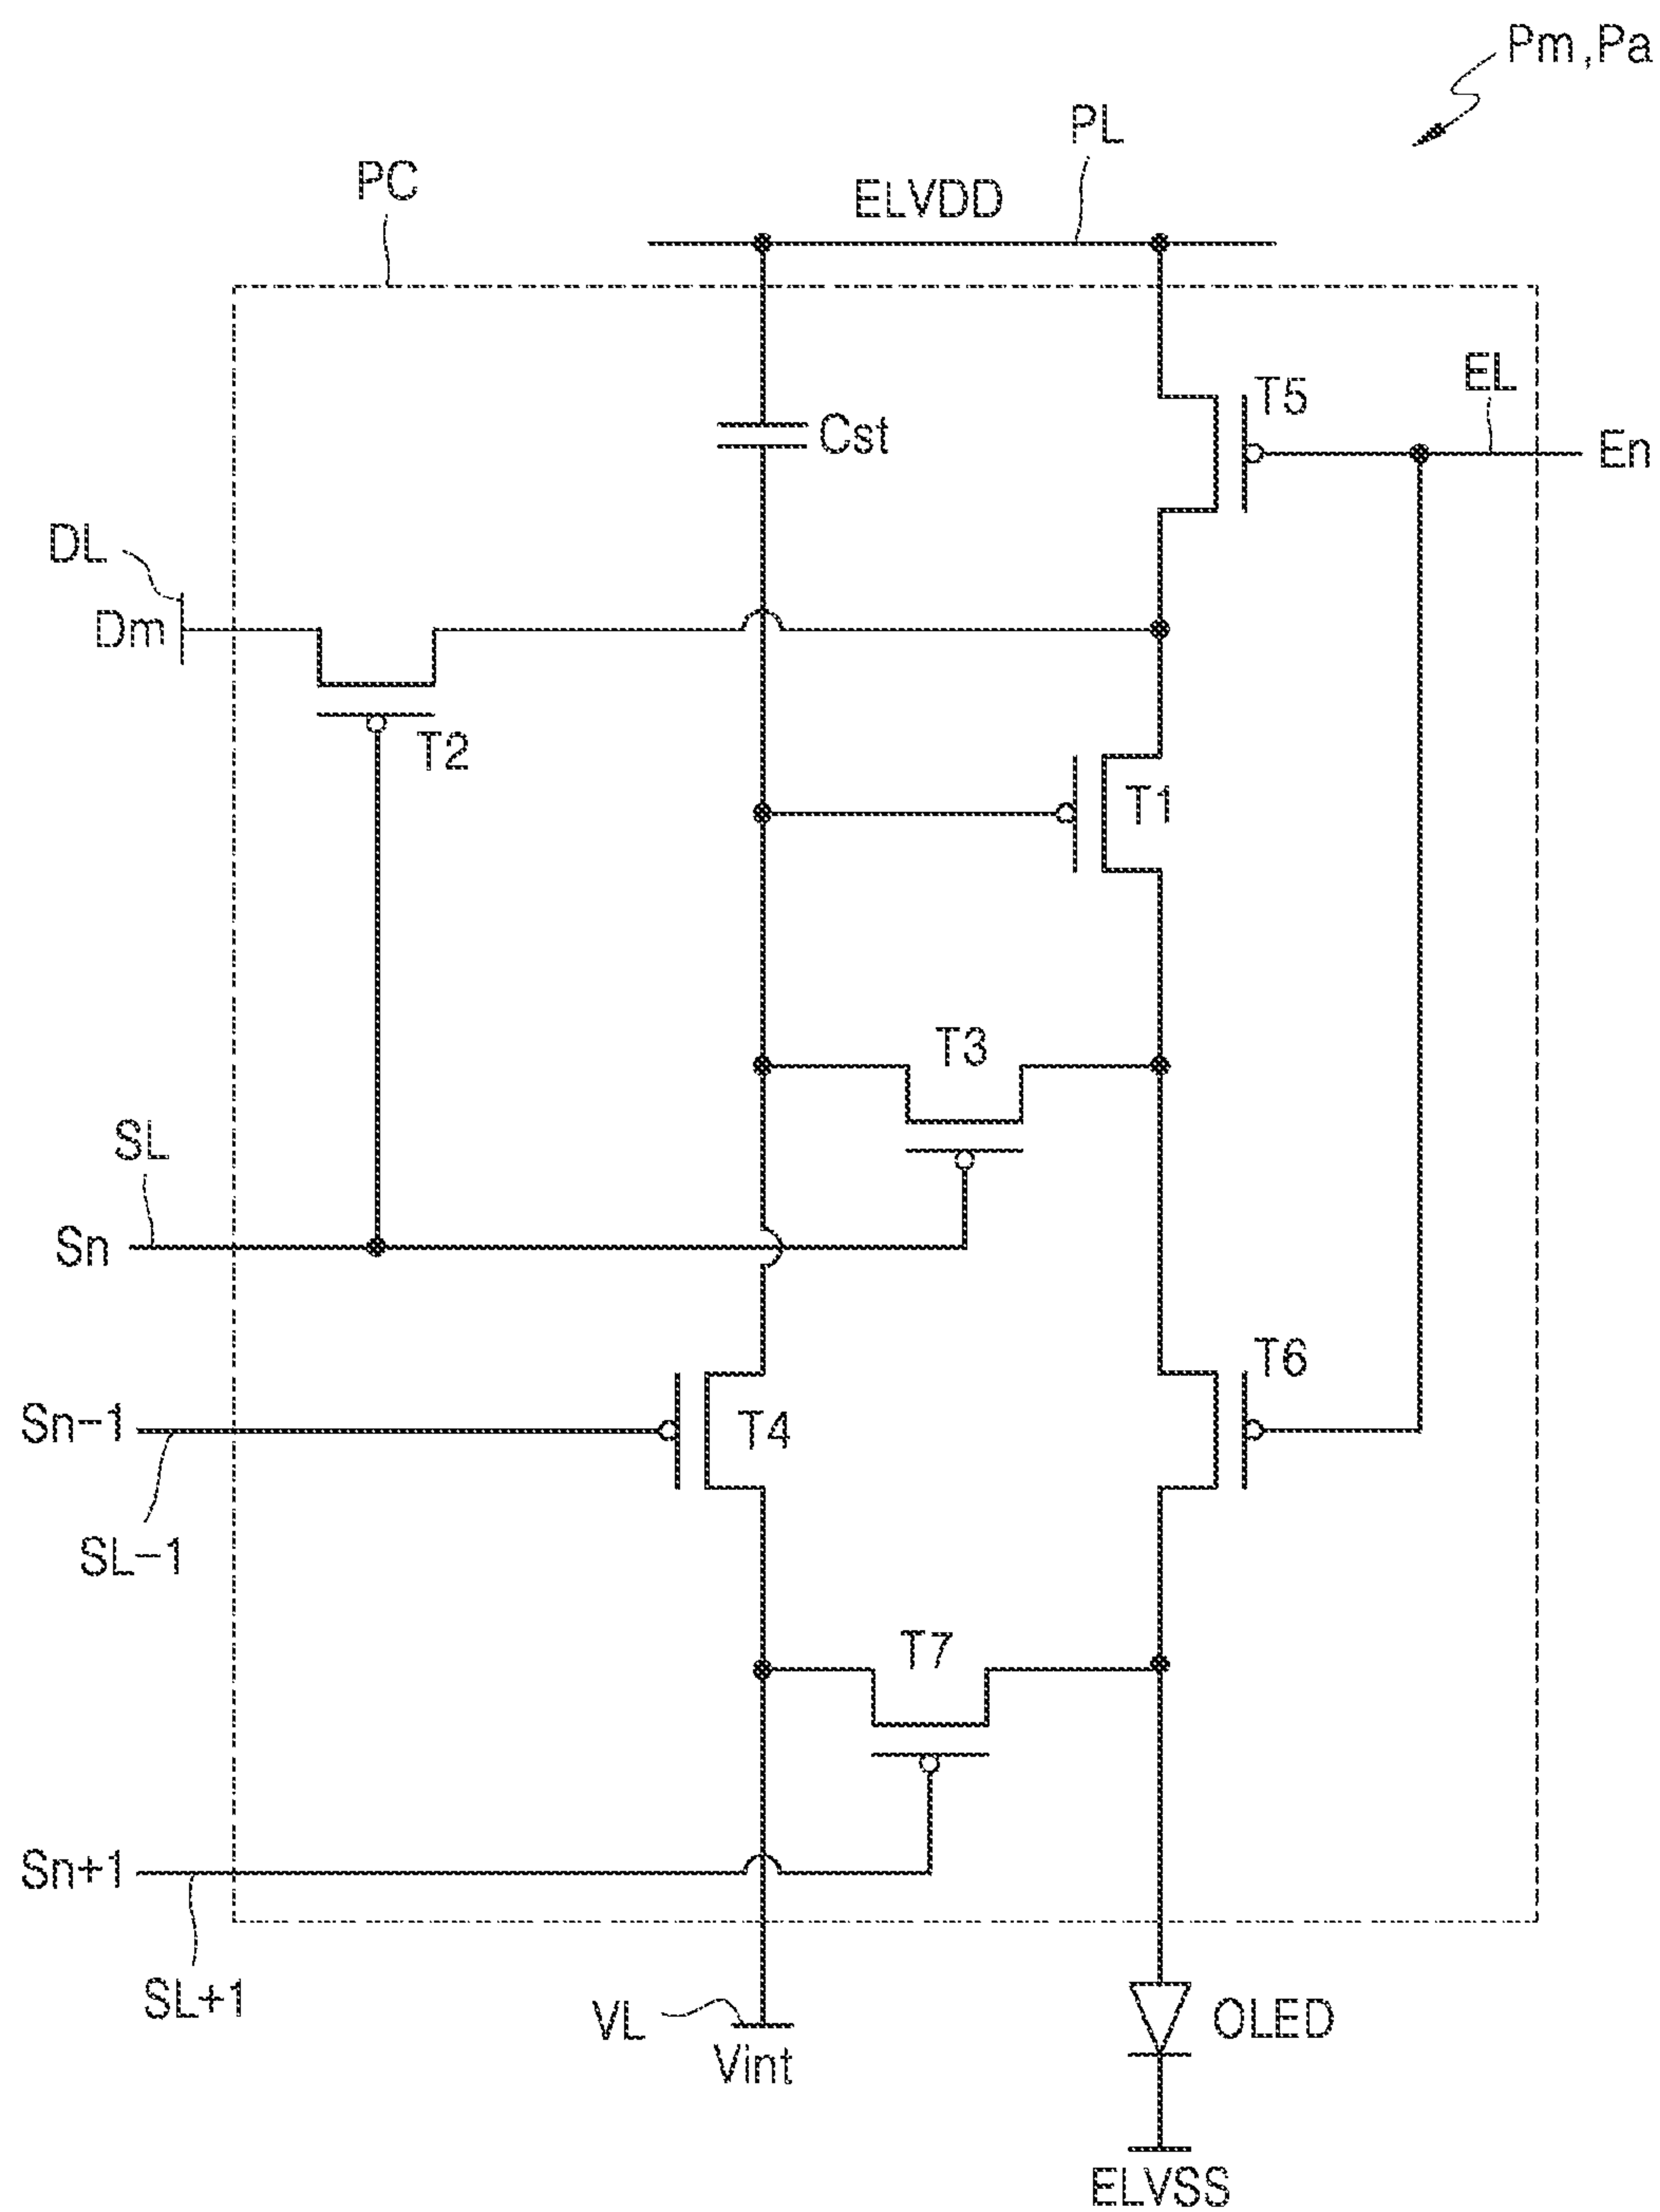 Pm,Pa
PL
PC
ELVDD
EL
T5
Cst
En
DL
Dm
T2
T1
T3
SL
Sn
T6
Sn-1
T4
SL-1
T7
Sn+1
SL+1
VL
OLED
Vint
ELVSS